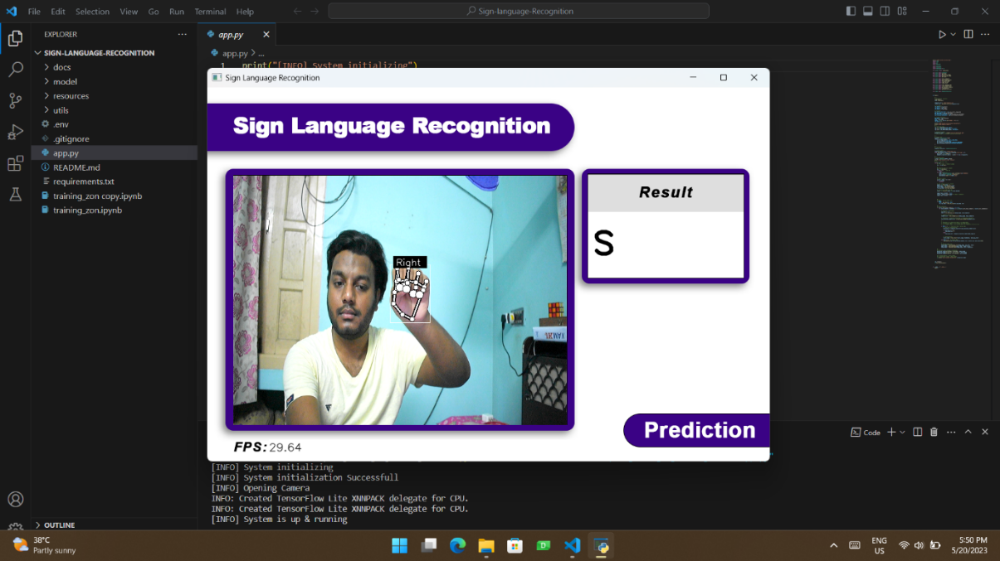 File Edit Selection View Go Run Terminal Help
Sign-language-Recognition
EXPLORER
SIGN-LANGUAGE-RECOGNITION
docs
model
resources
utils
.env
.gitignore
app.py
README.md
requirements.txt
training_zon copy.ipynb
training_zon.ipynb
OUTLINE
app.py
app.py > ...
1 print("[INFO] System initializing")
Sign Language Recognition
Sign Language Recognition
Right
Result
S
FPS: 29.64
Prediction
Code
[INFO] System initializing
[INFO] System initialization Successfull
[INFO] Opening Camera
INFO: Created TensorFlow Lite XNNPACK delegate for CPU.
INFO: Created TensorFlow Lite XNNPACK delegate for CPU.
[INFO] System is up & running
38°C
Partly sunny
ENG
US
5:50 PM
5/20/2023